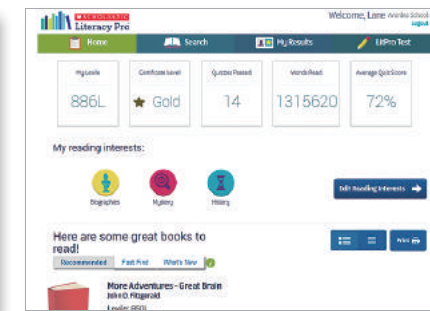 SCHOLASTIC
Literacy Pro
Welcome, Lane
Logout
Home
Search
My Results
LitPro Test
My Lexile
Certificate Level
Quizzes Passed
Words Read
Average Quiz Score
886L
Gold
14
1315620
72%
My reading interests:
Biographies
Mystery
History
Edit Reading Interests
Here are some great books to
read!
Print
Recommended
Fast Find
What's New
More Adventures - Great Brain
John D. Fitzgerald